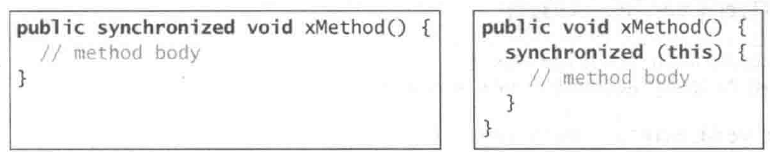 public synchronized void xMethod() {
  // method body
}
public void xMethod() {
  synchronized (this) {
    // method body
  }
}